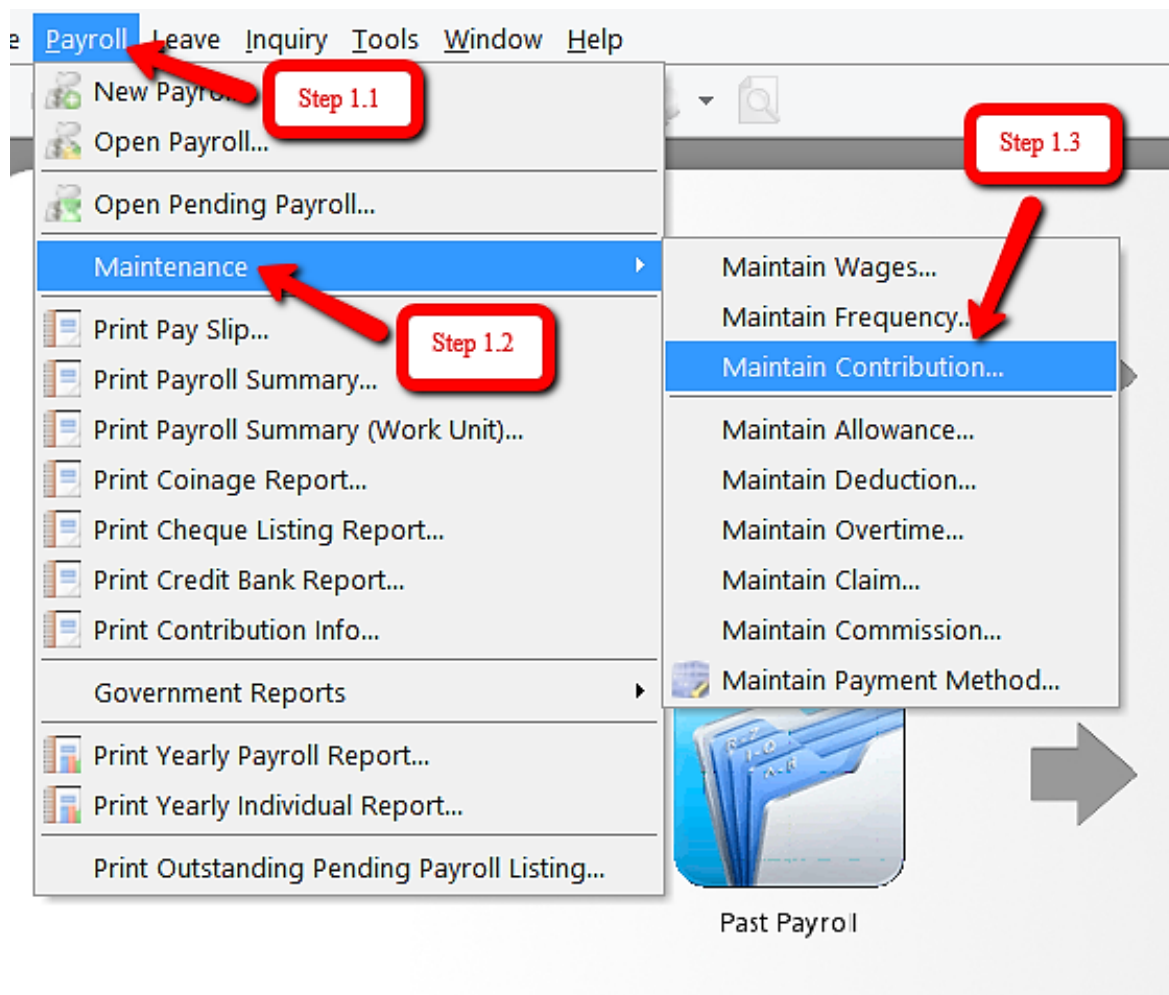 e Payroll Leave Inquiry Tools Window Help
New Payro
Step 1.1
Open Payroll...
Step 1.3
Open Pending Payroll...
Maintenance
Maintain Wages...
Maintain Frequency..
Step 1.2
Print Pay Slip...
Maintain Contribution...
Print Payroll Summary...
Print Payroll Summary (Work Unit)...
Maintain Allowance...
Print Coinage Report...
Maintain Deduction...
Print Cheque Listing Report...
Maintain Overtime...
Print Credit Bank Report...
Maintain Claim...
Print Contribution Info...
Maintain Commission...
Government Reports
Maintain Payment Method...
R-Z
I-Q
A-H
Print Yearly Payroll Report...
Print Yearly Individual Report...
Print Outstanding Pending Payroll Listing...
Past Payroll